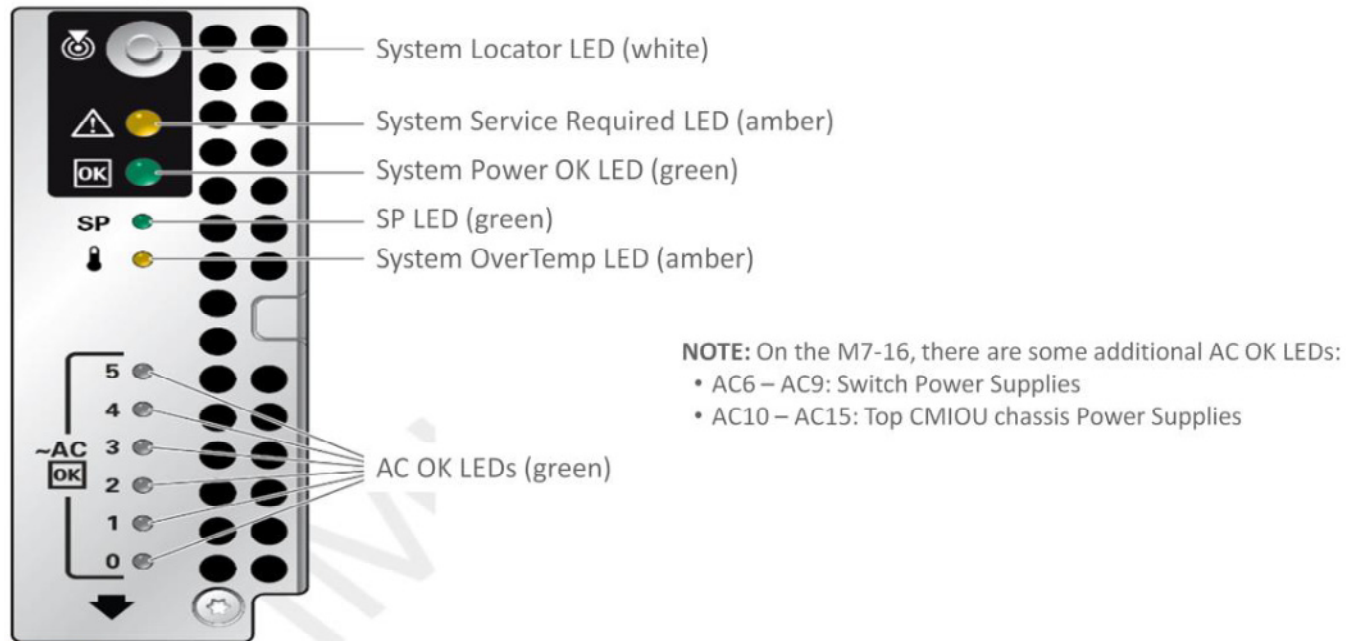 System Locator LED (white)
System Service Required LED (amber)
OK
System Power OK LED (green)
SP
SP LED (green)
System OverTemp LED (amber)
NOTE: On the M7-16, there are some additional AC OK LEDs:
• AC6 – AC9: Switch Power Supplies
• AC10 – AC15: Top CMIOU chassis Power Supplies
5
4
~AC
3
OK
2
1
0
AC OK LEDs (green)